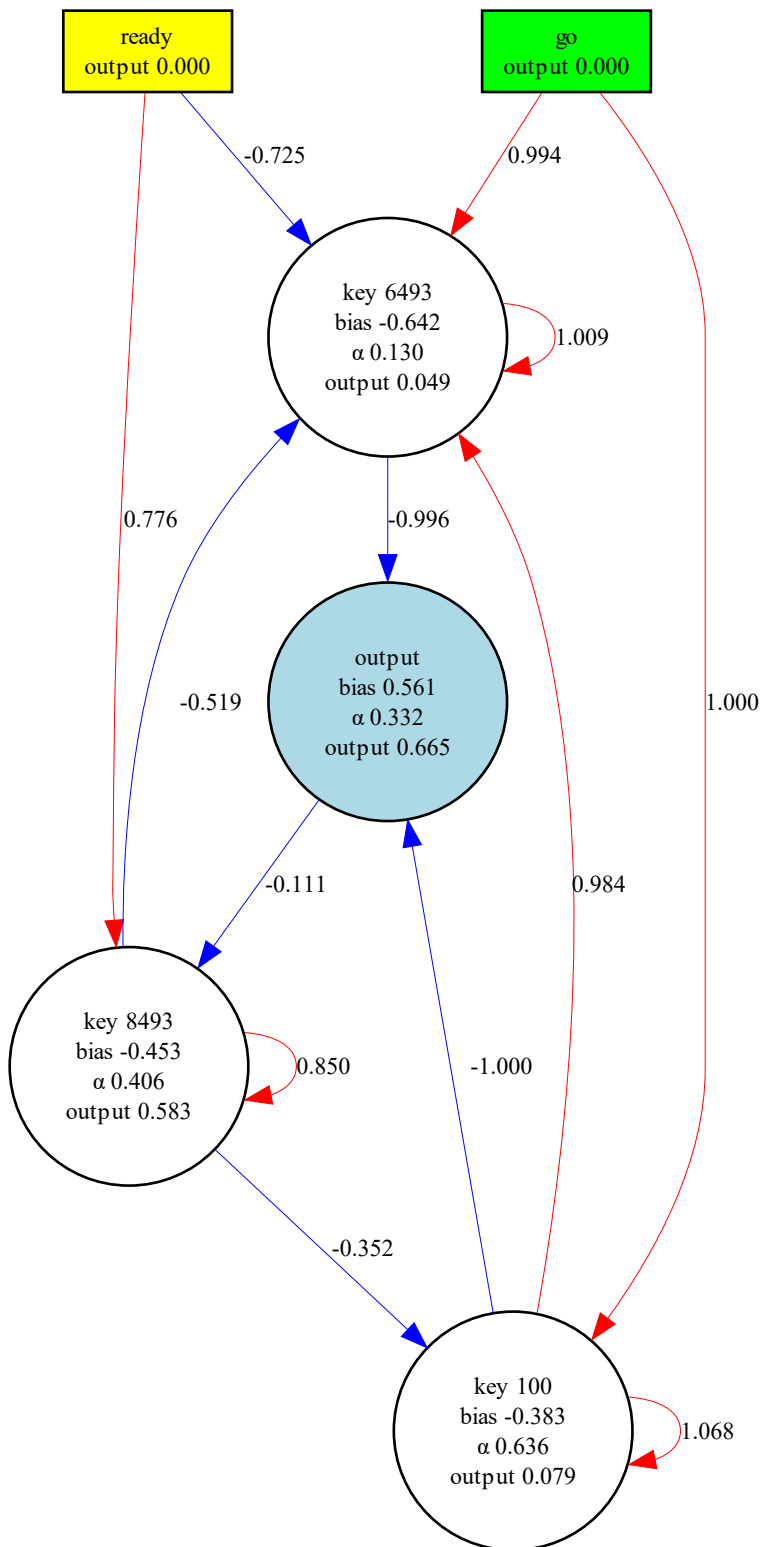 ready
output 0.000
go
output 0.000
-0.725
0.994
key 6493
bias -0.642
α 0.130
output 0.049
1.009
0.776
-0.996
output
bias 0.561
α 0.332
output 0.665
-0.519
1.000
-0.111
0.984
key 8493
bias -0.453
α 0.406
output 0.583
0.850
-1.000
-0.352
key 100
bias -0.383
α 0.636
output 0.079
1.068